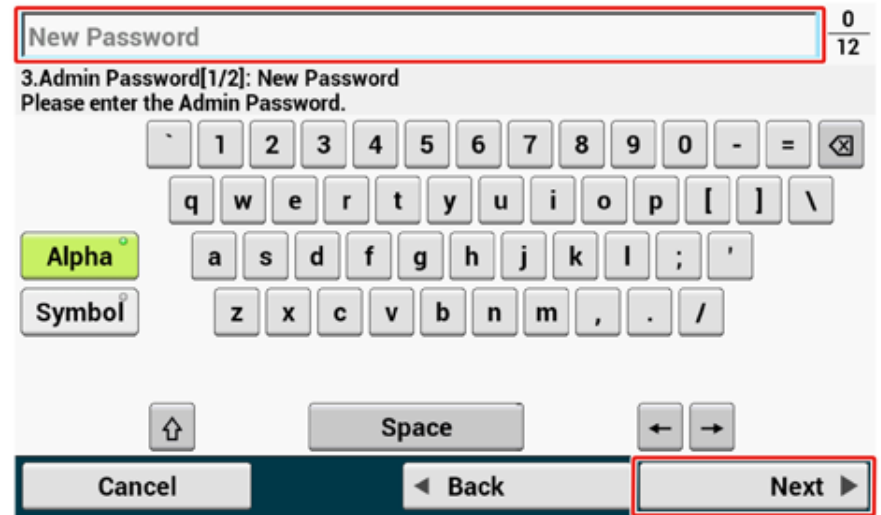 New Password
0
12
3.Admin Password[1/2]: New Password
Please enter the Admin Password.
` 1 2 3 4 5 6 7 8 9 0 - =
q w e r t y u i o p [ ] \
Alpha a s d f g h j k l ; '
Symbol z x c v b n m , . /
Space ← →
Cancel ◀ Back Next ▶